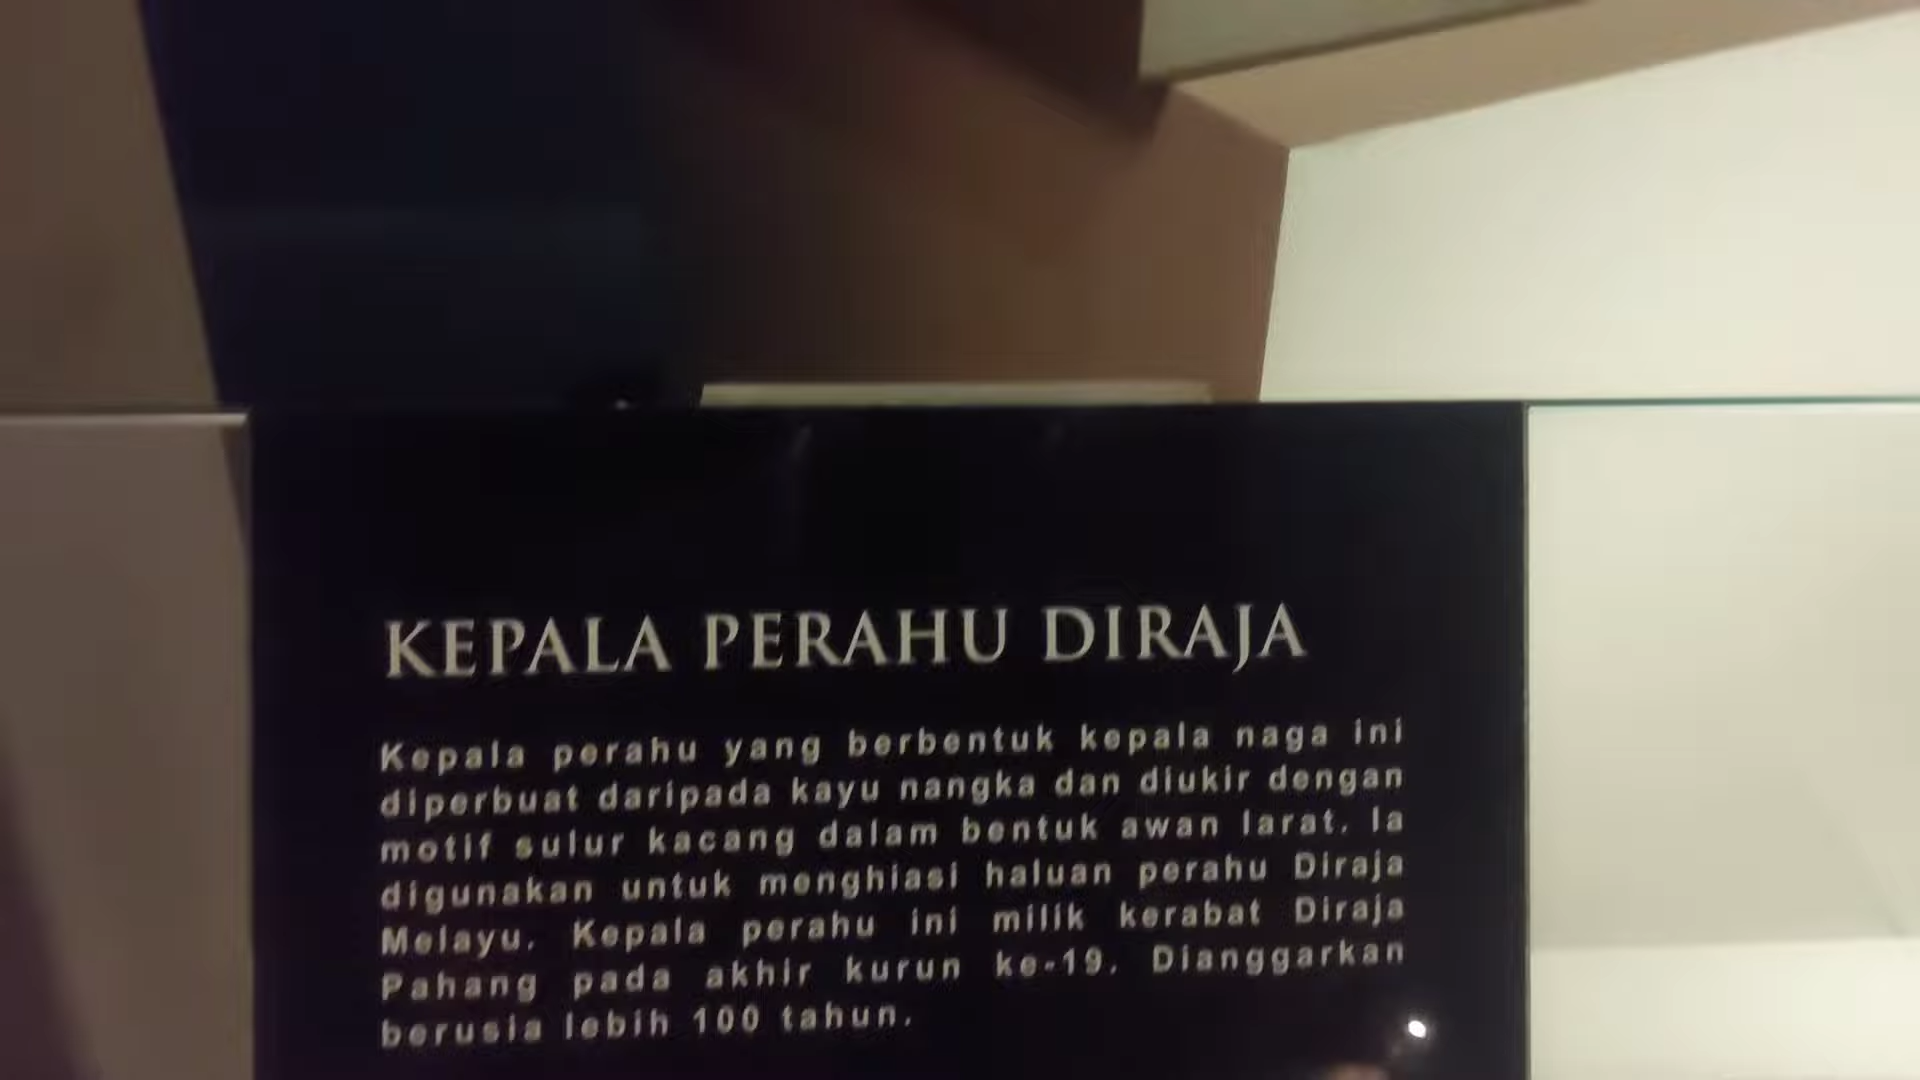 KEPALA PERAHU DIRAJA
Kepala perahu yang berbentuk kepala naga ini
diperbuat daripada kayu nangka dan diukir dengan
motif sulur kacang dalam bentuk awan larat. Ia
digunakan untuk menghiasi haluan perahu Diraja
Melayu. Kepala perahu ini milik kerabat Diraja
Pahang pada akhir kurun ke-19. Dianggarkan
berusia lebih 100 tahun.